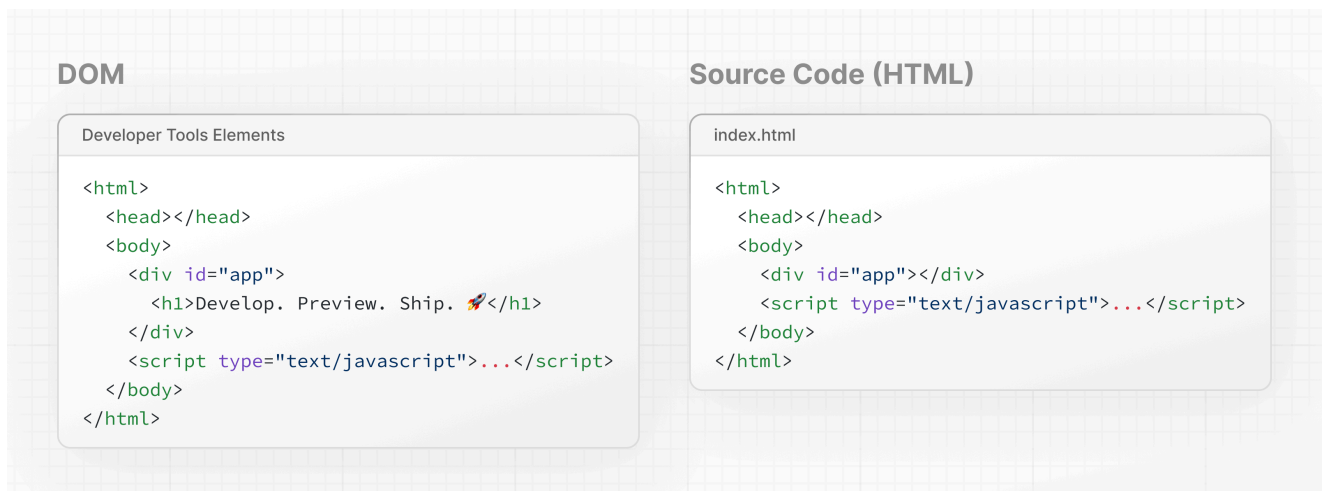 DOM
Developer Tools Elements
<html>
  <head></head>
  <body>
    <div id="app">
      <h1>Develop. Preview. Ship. 🚀</h1>
    </div>
    <script type="text/javascript">...</script>
  </body>
</html>
Source Code (HTML)
index.html
<html>
  <head></head>
  <body>
    <div id="app"></div>
    <script type="text/javascript">...</script>
  </body>
</html>